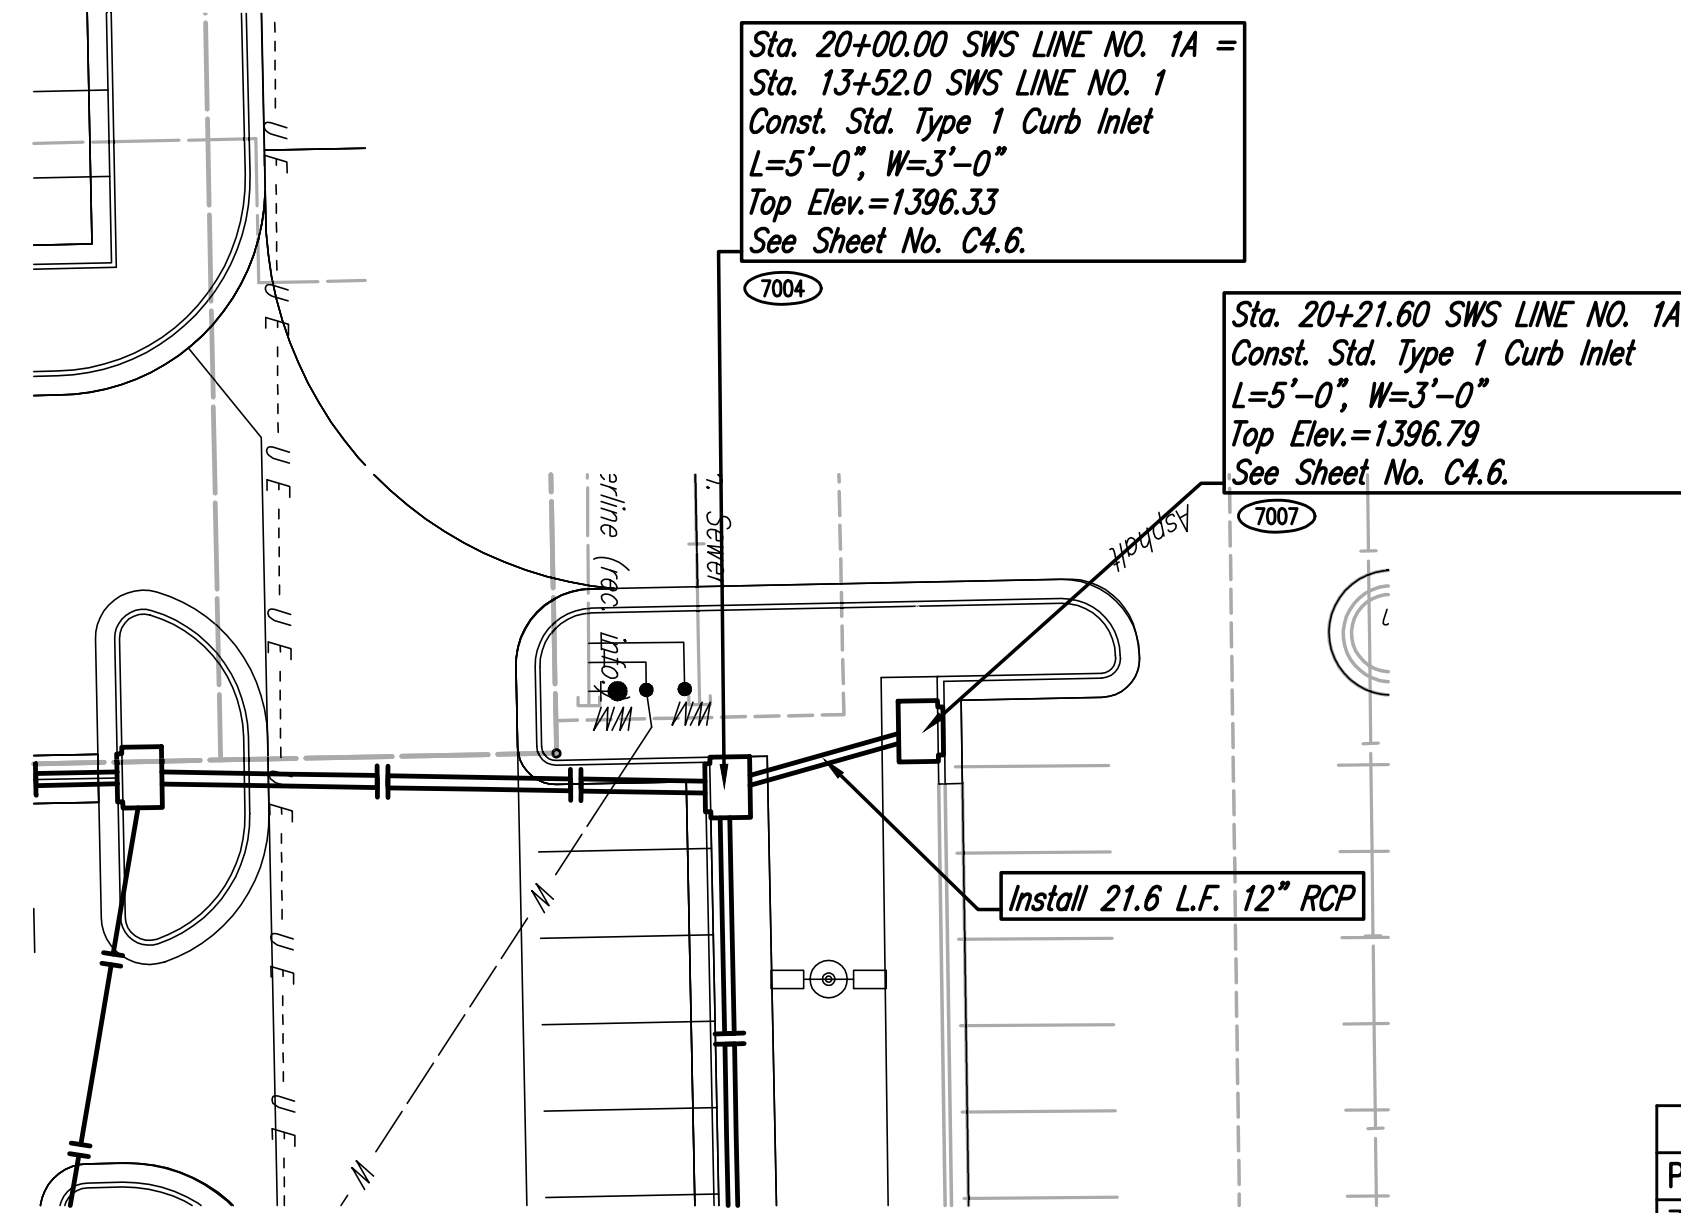 Sta. 20+00.00 SWS LINE NO. 1A =
Sta. 13+52.0 SWS LINE NO. 1
Const. Std. Type 1 Curb Inlet
L=5'-0", W=3'-0"
Top Elev.=1396.33
See Sheet No. C4.6.
7004
Sta. 20+21.60 SWS LINE NO. 1A
Const. Std. Type 1 Curb Inlet
L=5'-0", W=3'-0"
Top Elev.=1396.79
See Sheet No. C4.6.
7007
Asphalt
erline (rec. info.)
n. Sewer
WM
WM
Install 21.6 L.F. 12" RCP
W
W
UE
UE
UE
UE
UE
UE
UE
P